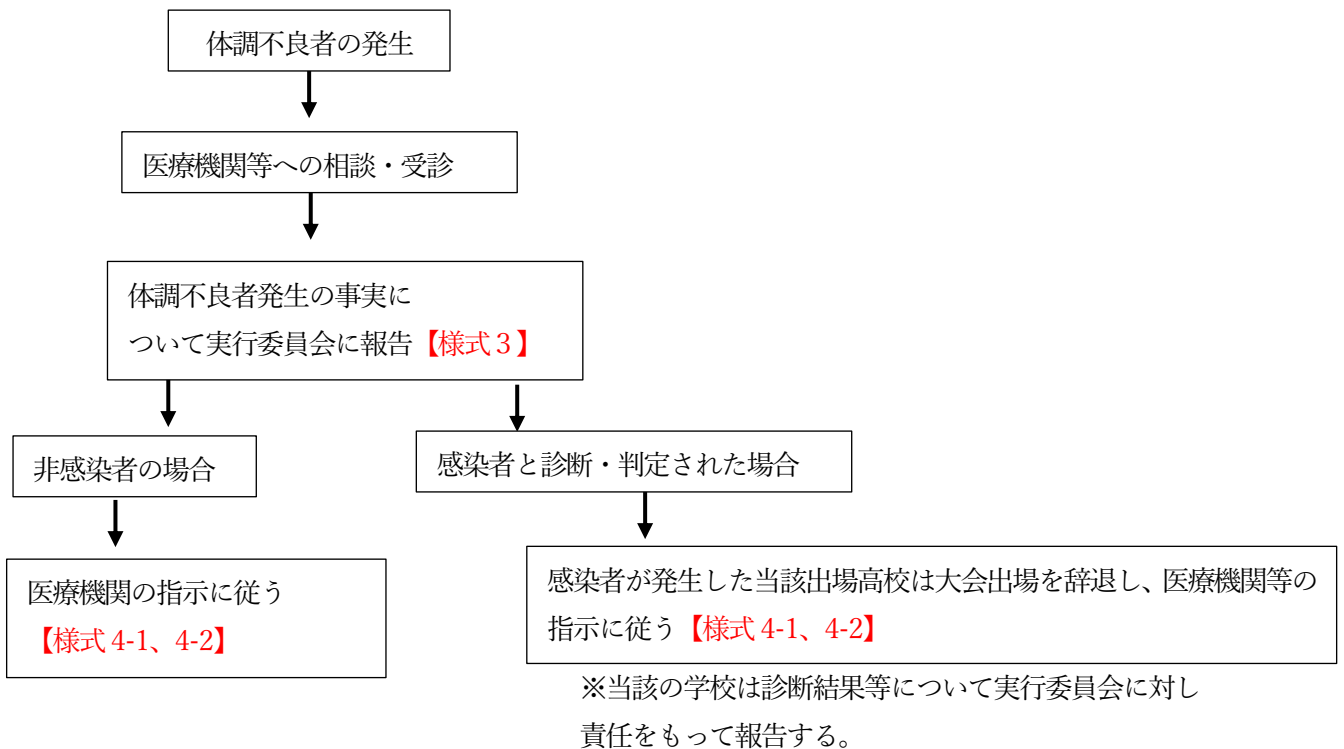 体調不良者の発生
医療機関等への相談・受診
体調不良者発生の事実に
ついて実行委員会に報告【様式３】
非感染者の場合
感染者と診断・判定された場合
医療機関の指示に従う
【様式 4-1、4-2】
感染者が発生した当該出場高校は大会出場を辞退し、医療機関等の
指示に従う【様式 4-1、4-2】
※当該の学校は診断結果等について実行委員会に対し
責任をもって報告する。